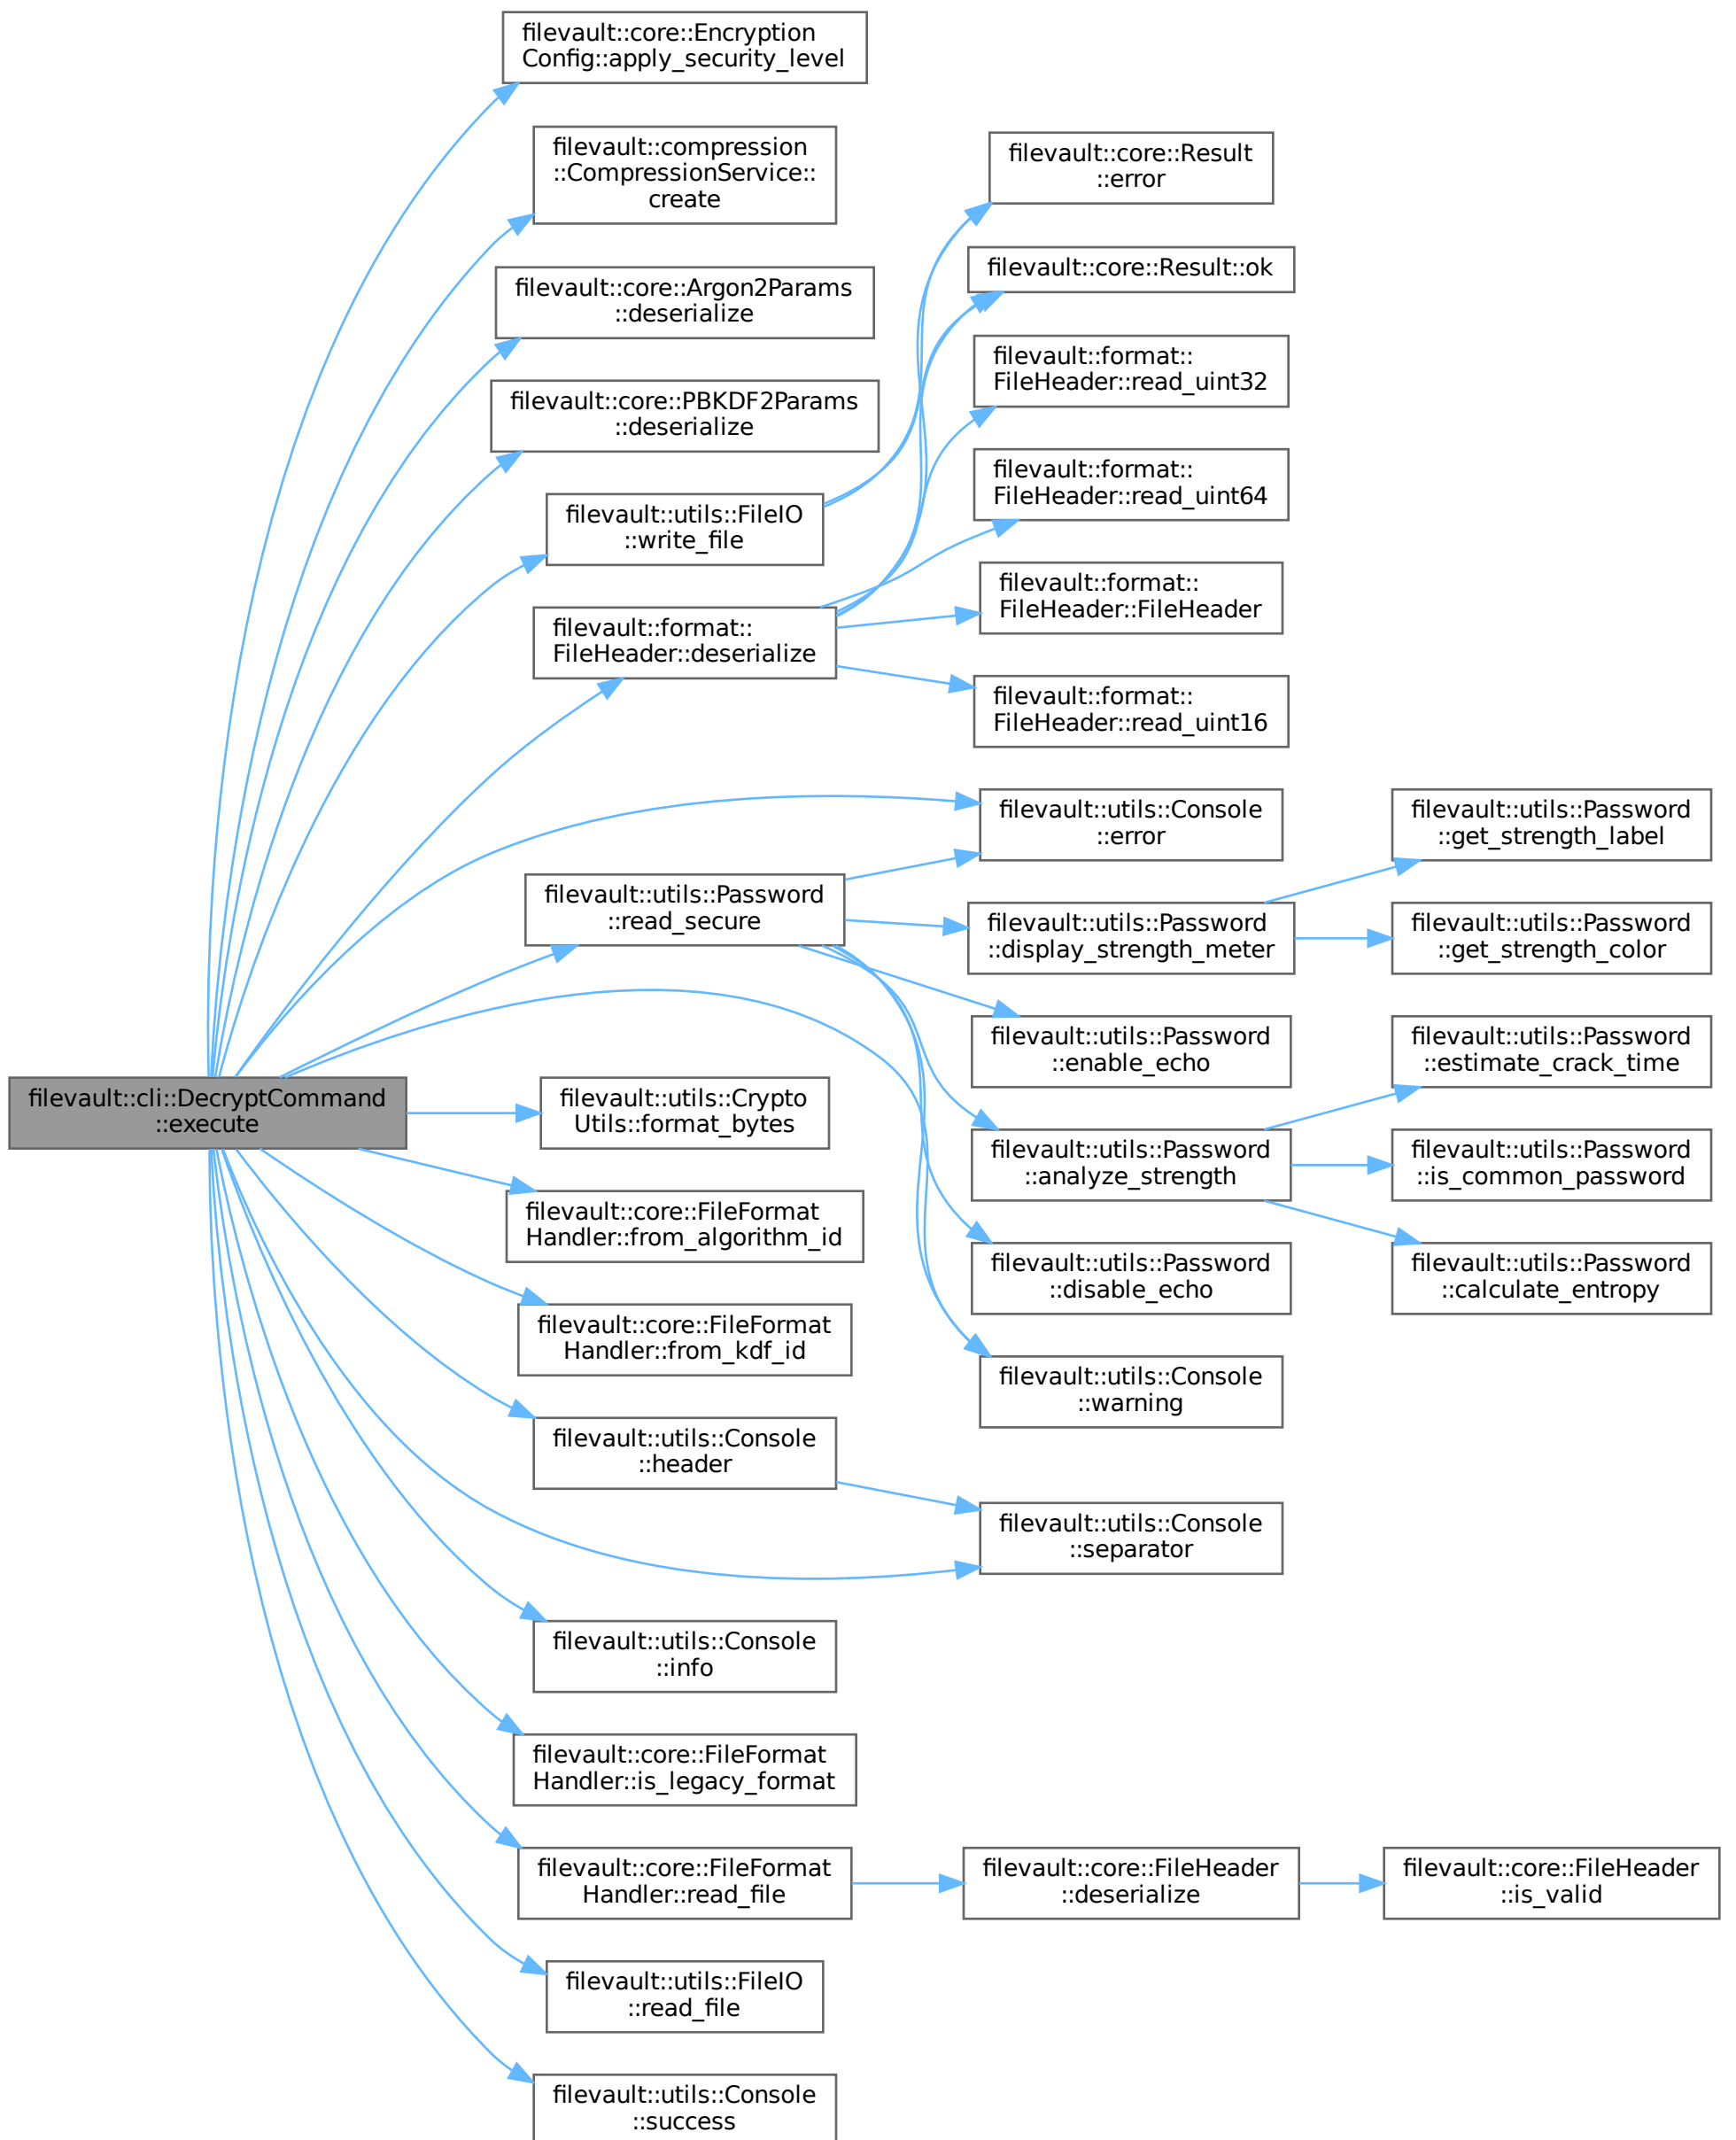 filevault::core::Encryption
Config::apply_security_level
filevault::compression
::CompressionService::
create
filevault::core::Argon2Params
::deserialize
filevault::core::PBKDF2Params
::deserialize
filevault::utils::FileIO
::write_file
filevault::format::
FileHeader::deserialize
filevault::utils::Password
::read_secure
filevault::cli::DecryptCommand
::execute
filevault::utils::Crypto
Utils::format_bytes
filevault::core::FileFormat
Handler::from_algorithm_id
filevault::core::FileFormat
Handler::from_kdf_id
filevault::utils::Console
::header
filevault::utils::Console
::info
filevault::core::FileFormat
Handler::is_legacy_format
filevault::core::FileFormat
Handler::read_file
filevault::utils::FileIO
::read_file
filevault::utils::Console
::success
filevault::core::Result
::error
filevault::core::Result::ok
filevault::format::
FileHeader::read_uint32
filevault::format::
FileHeader::read_uint64
filevault::format::
FileHeader::FileHeader
filevault::format::
FileHeader::read_uint16
filevault::utils::Console
::error
filevault::utils::Password
::display_strength_meter
filevault::utils::Password
::enable_echo
filevault::utils::Password
::analyze_strength
filevault::utils::Password
::disable_echo
filevault::utils::Console
::warning
filevault::utils::Console
::separator
filevault::core::FileHeader
::deserialize
filevault::utils::Password
::get_strength_label
filevault::utils::Password
::get_strength_color
filevault::utils::Password
::estimate_crack_time
filevault::utils::Password
::is_common_password
filevault::utils::Password
::calculate_entropy
filevault::core::FileHeader
::is_valid